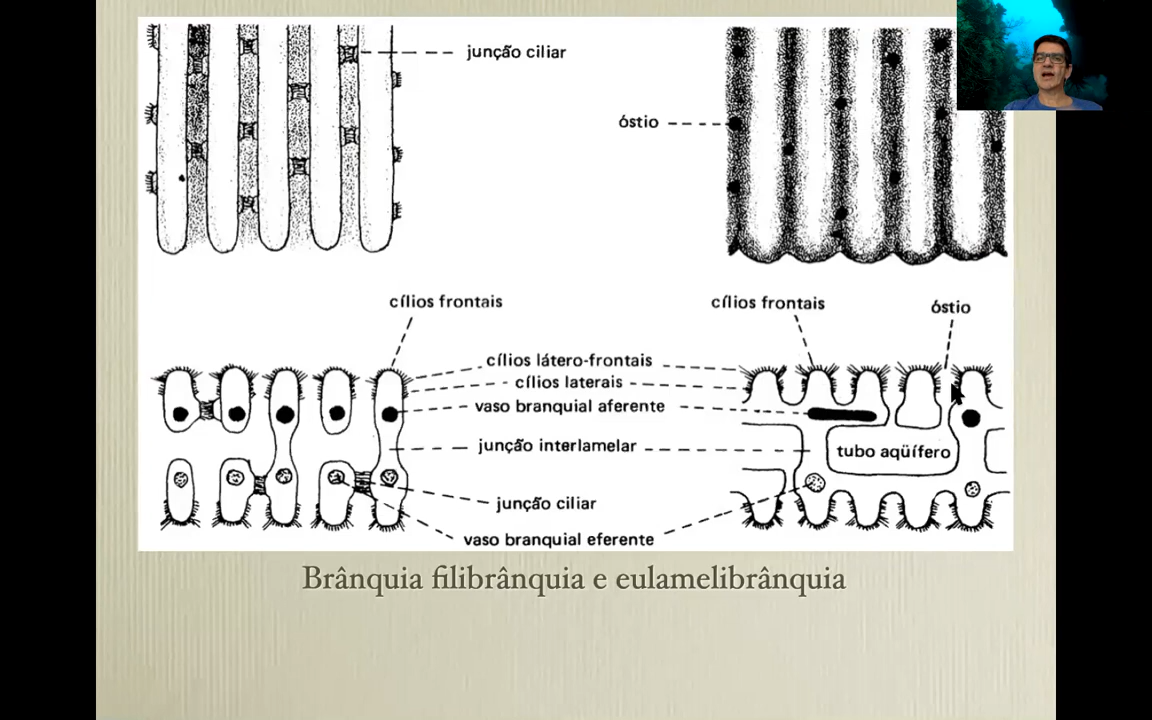 junção ciliar
óstio
cílios frontais
cílios frontais
óstio
cílios látero-frontais
cílios laterais
vaso branquial aferente
junção interlamelar
tubo aqüífero
junção ciliar
vaso branquial eferente
Brânquia filibrânquia e eulamelibrânquia